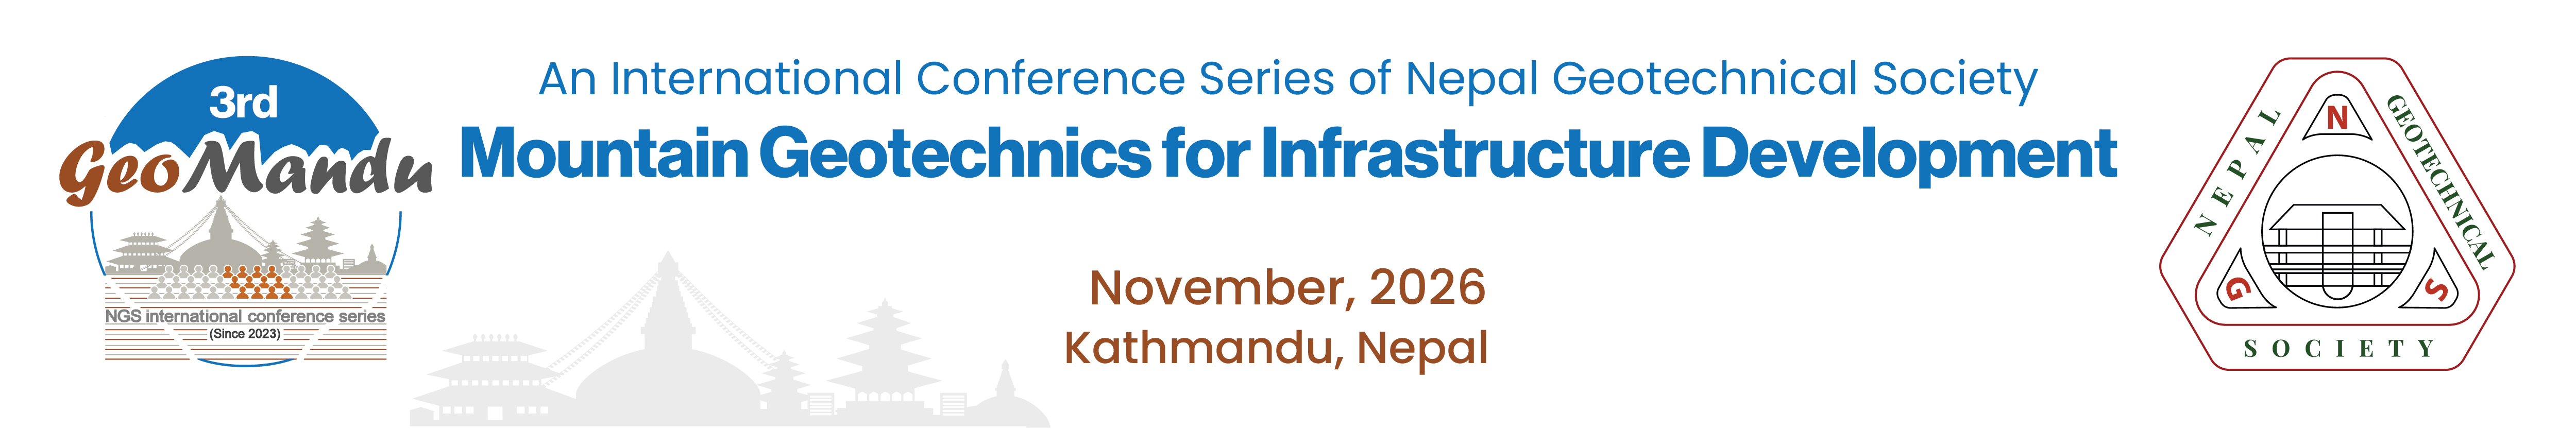 3rd
GeoMandu
NGS international conference series
(Since 2023)
An International Conference Series of Nepal Geotechnical Society
Mountain Geotechnics for Infrastructure Development
November, 2026
Kathmandu, Nepal
NEPAL
GEOTECHNICAL
SOCIETY
N
G
S